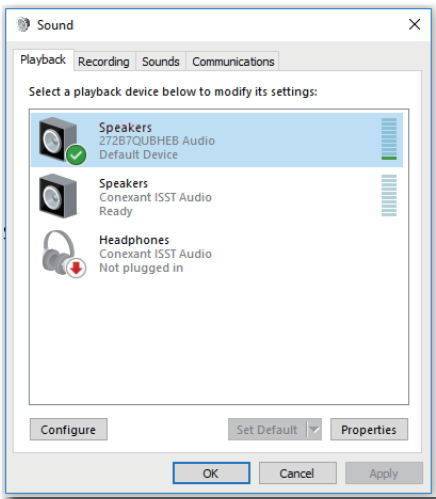 Sound
Playback Recording Sounds Communications
Select a playback device below to modify its settings:
Speakers
272B7QUBHEB Audio
Default Device
Speakers
Conexant ISST Audio
Ready
Headphones
Conexant ISST Audio
Not plugged in
Configure Set Default Properties
OK Cancel Apply